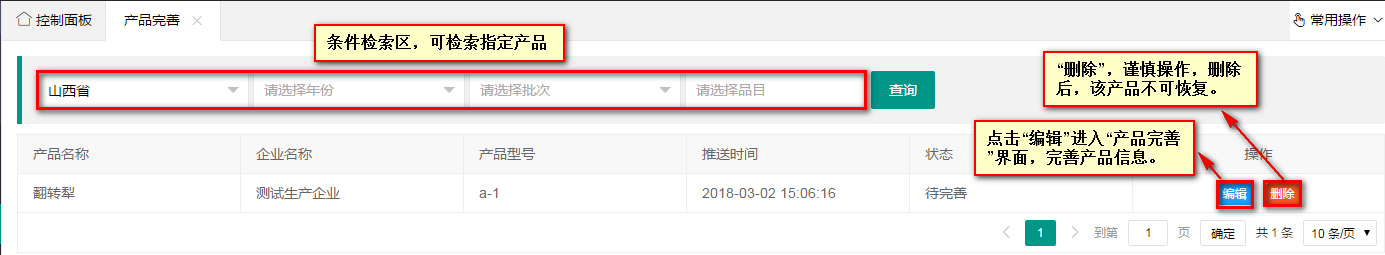 控制面板 产品完善 常用操作
条件检索区，可检索指定产品
“删除”，谨慎操作，删除
后，该产品不可恢复。
山西省 请选择年份 请选择批次 请选择品目 查询
点击“编辑”进入“产品完善
”界面，完善产品信息。
产品名称 企业名称 产品型号 推送时间 状态 操作
翻转犁 测试生产企业 a-1 2018-03-02 15:06:16 待完善 编辑 删除
1 到第 1 页 确定 共 1 条 10 条/页